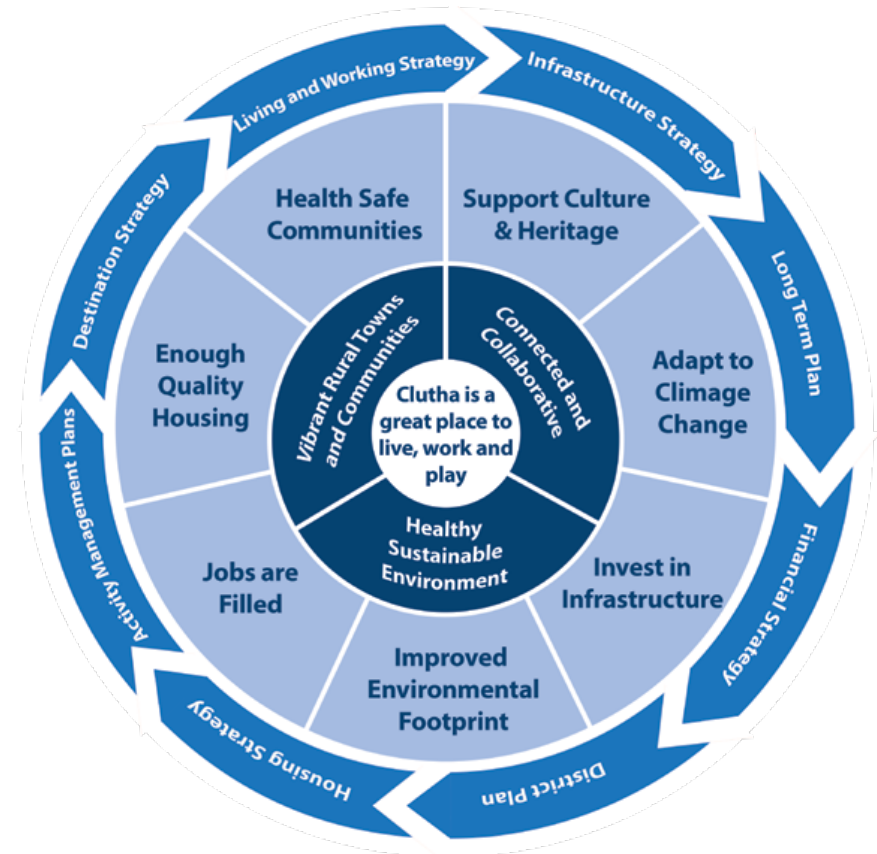 Living and Working Strategy
Infrastructure Strategy
Long Term Plan
Financial Strategy
District Plan
Housing Strategy
Activity Management Plans
Destination Strategy
Health Safe
Communities
Support Culture
& Heritage
Adapt to
Climage
Change
Invest in
Infrastructure
Improved
Environmental
Footprint
Jobs are
Filled
Enough
Quality
Housing
Vibrant Rural Towns
and Communities
Connected and
Collaborative
Healthy
Sustainable
Environment
Clutha is a
great place to
live, work and
play